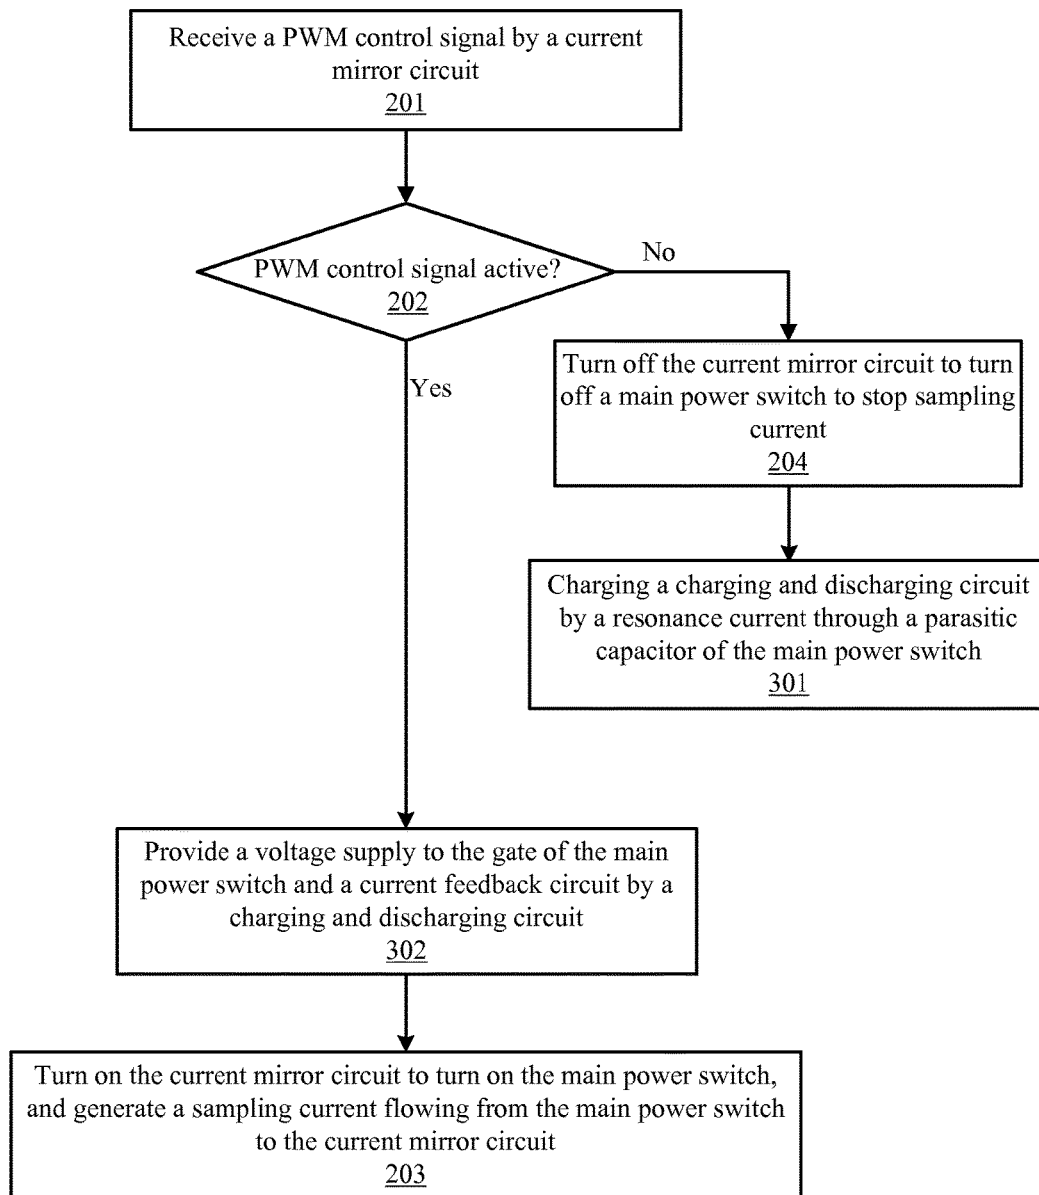 Receive a PWM control signal by a current
mirror circuit
201
PWM control signal active?
202
No
Yes
Turn off the current mirror circuit to turn
off a main power switch to stop sampling
current
204
Charging a charging and discharging circuit
by a resonance current through a parasitic
capacitor of the main power switch
301
Provide a voltage supply to the gate of the main
power switch and a current feedback circuit by a
charging and discharging circuit
302
Turn on the current mirror circuit to turn on the main power switch,
and generate a sampling current flowing from the main power switch
to the current mirror circuit
203